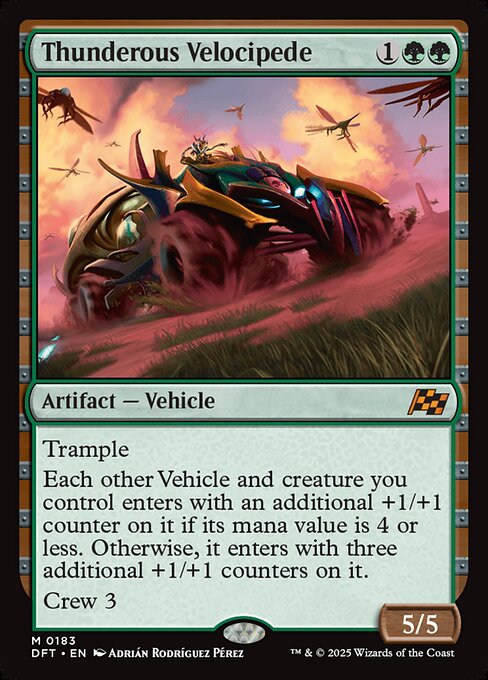 Thunderous Velocipede 1
Artifact — Vehicle
Trample
Each other Vehicle and creature you
control enters with an additional +1/+1
counter on it if its mana value is 4 or
less. Otherwise, it enters with three
additional +1/+1 counters on it.
Crew 3
5/5
M 0183
DFT • EN Adrián Rodríguez Pérez ™ & © 2025 Wizards of the Coast